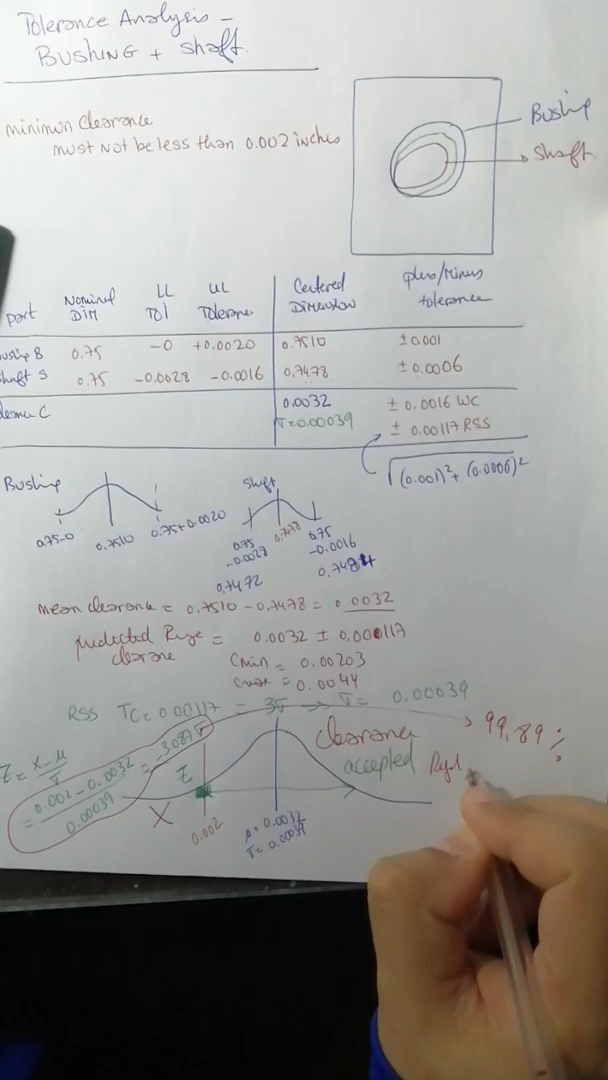 Tolerance Analysis -
BUSHING + shaft.
minimun Clearance
must Not be less than 0.002 inches
Bushing
Shaft.
part Nominal DIM LL Tol UL Tolerance Centered Dimension plus/Minus tolerance
0.75 -0 +0.0020 0.7510 ±0.001
0.75 -0.0028 -0.0016 0.7478 ±0.0006
C 0.0032 ± 0.0016 WC
σ=0.00039 ± 0.00117 RSS
√(0.001)²+(0.0006)²
Bushing
0.75-0 0.7510 0.75+0.0020
Shaft
0.75 0.7478 0.75
-0.0028 -0.0016
0.7472 0.7484
mean clearance = 0.7510 - 0.7478 = 0.0032
predicted Range = 0.0032 ± 0.000117
clearance
Cmin = 0.00203
Cmax = 0.0044
RSS TC = 0.00117 = 3σ → σ = 0.00039
99.89%
Z = X-μ/σ
= 0.002 - 0.0032/0.00039 = -3.087σ
Clearance
accepted
Z
X
0.002
μ = 0.0032
σ = 0.00039